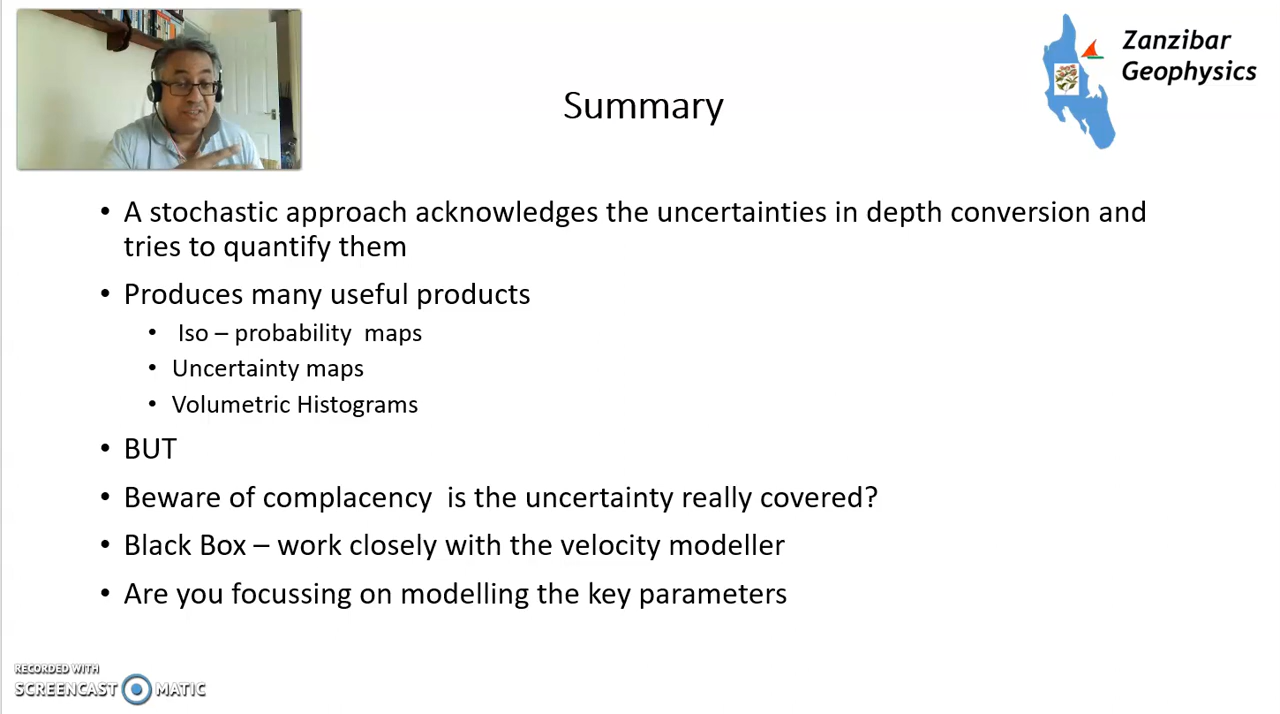 Zanzibar
Geophysics
Summary
• A stochastic approach acknowledges the uncertainties in depth conversion and
tries to quantify them
• Produces many useful products
• Iso – probability maps
• Uncertainty maps
• Volumetric Histograms
• BUT
• Beware of complacency is the uncertainty really covered?
• Black Box – work closely with the velocity modeller
• Are you focussing on modelling the key parameters
RECORDED WITH
SCREENCAST MATIC